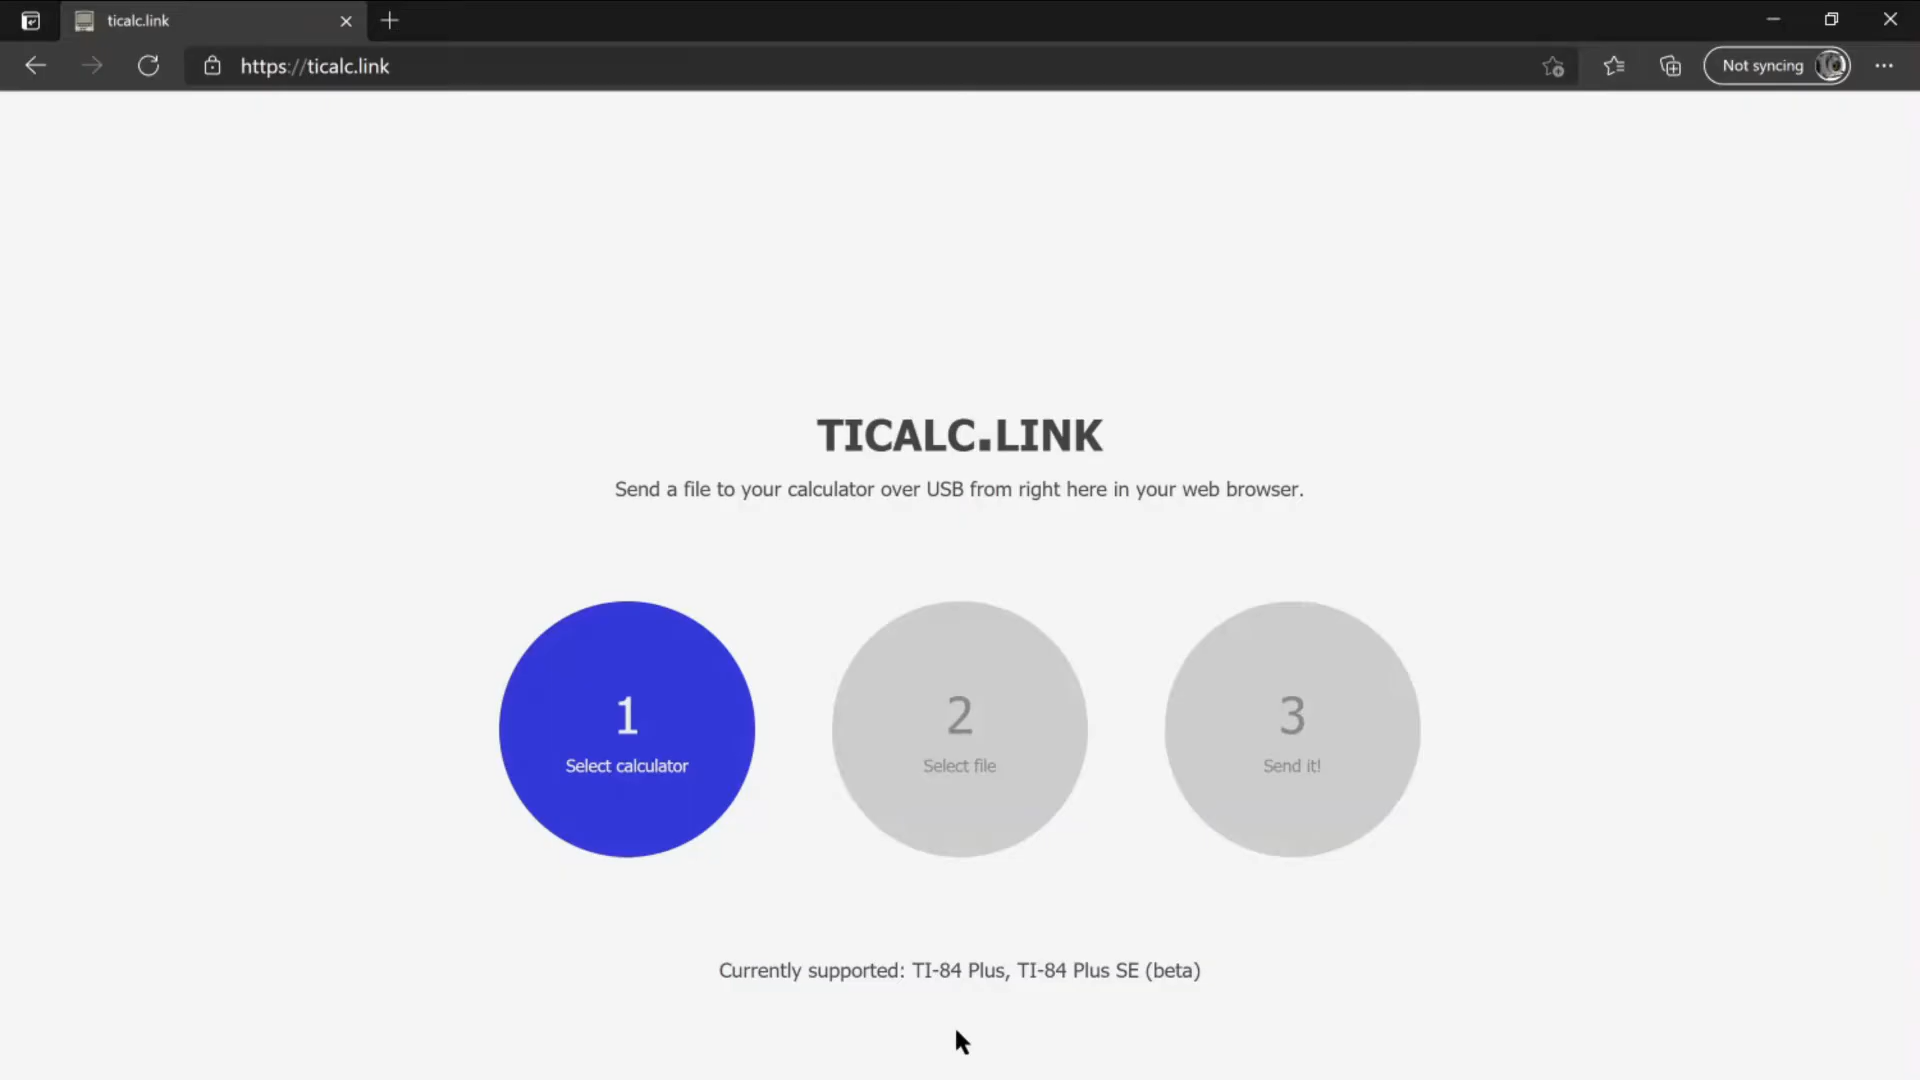 ticalc.link
https://ticalc.link
Not syncing
TICALC.LINK
Send a file to your calculator over USB from right here in your web browser.
1
Select calculator
2
Select file
3
Send it!
Currently supported: TI-84 Plus, TI-84 Plus SE (beta)